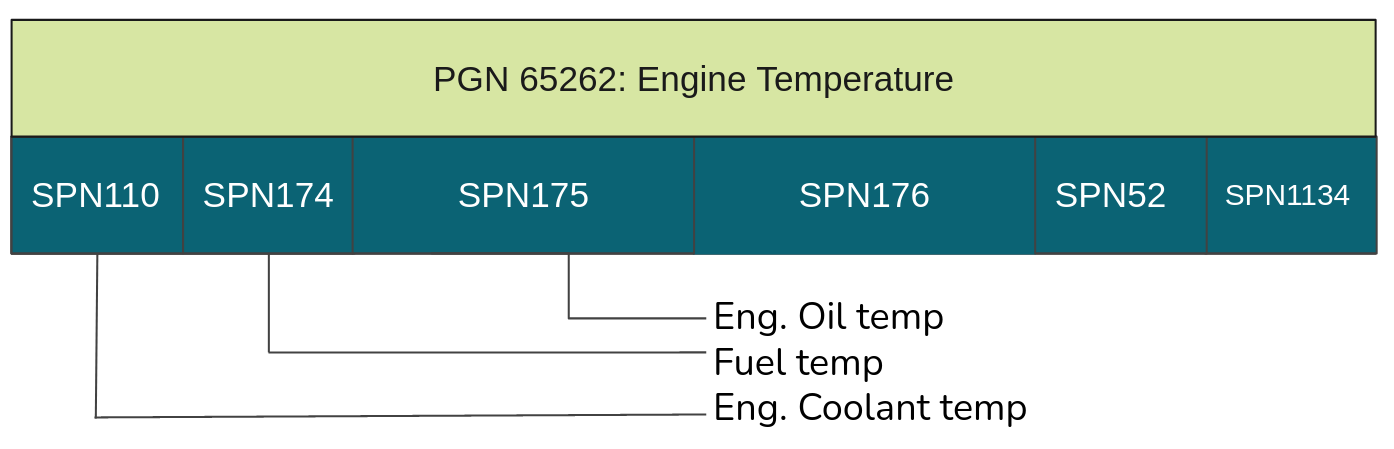 PGN 65262: Engine Temperature
SPN110 SPN174 SPN175 SPN176 SPN52 SPN1134
Eng. Oil temp
Fuel temp
Eng. Coolant temp